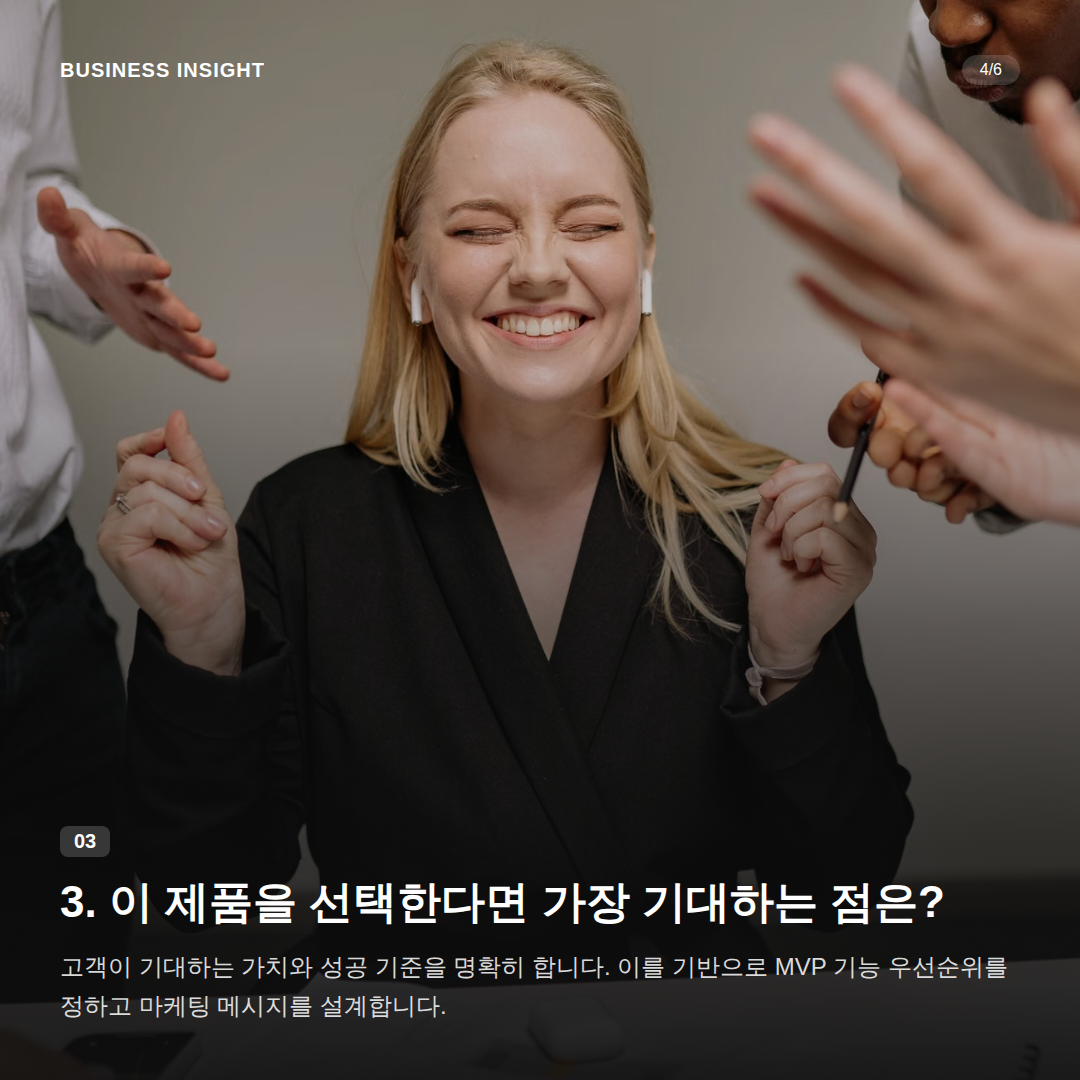 BUSINESS INSIGHT
4/6
03
3. 이 제품을 선택한다면 가장 기대하는 점은?
고객이 기대하는 가치와 성공 기준을 명확히 합니다. 이를 기반으로 MVP 기능 우선순위를
정하고 마케팅 메시지를 설계합니다.